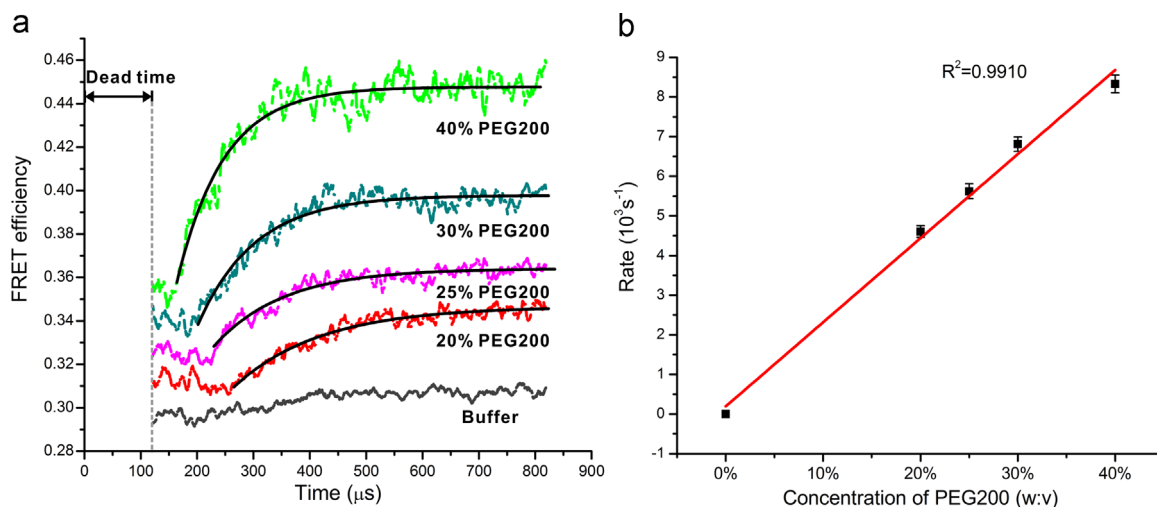 a
FRET efficiency
0.46
0.44
0.42
0.40
0.38
0.36
0.34
0.32
0.30
0.28
Dead time
40% PEG200
30% PEG200
25% PEG200
20% PEG200
Buffer
0 100 200 300 400 500 600 700 800 900
Time (μs)
b
Rate (10³s⁻¹)
9
8
7
6
5
4
3
2
1
0
-1
R²=0.9910
0% 10% 20% 30% 40%
Concentration of PEG200 (w:v)